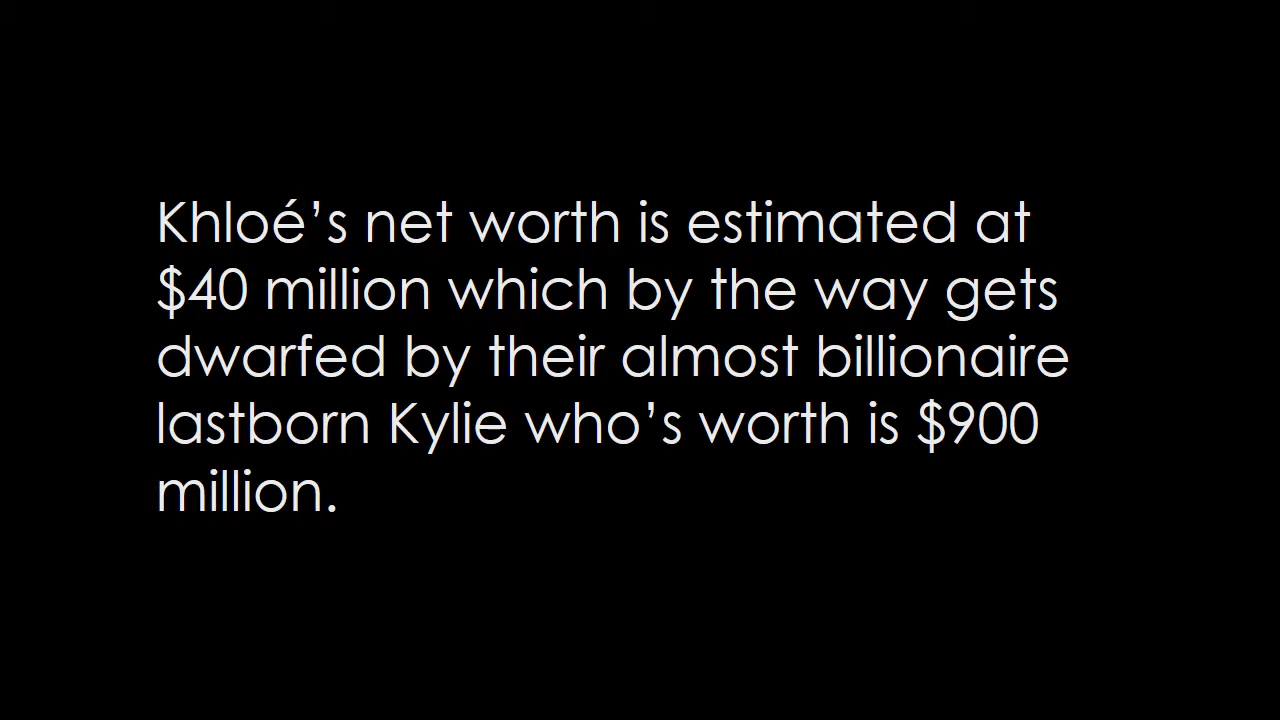 Khloé’s net worth is estimated at
$40 million which by the way gets
dwarfed by their almost billionaire
lastborn Kylie who’s worth is $900
million.